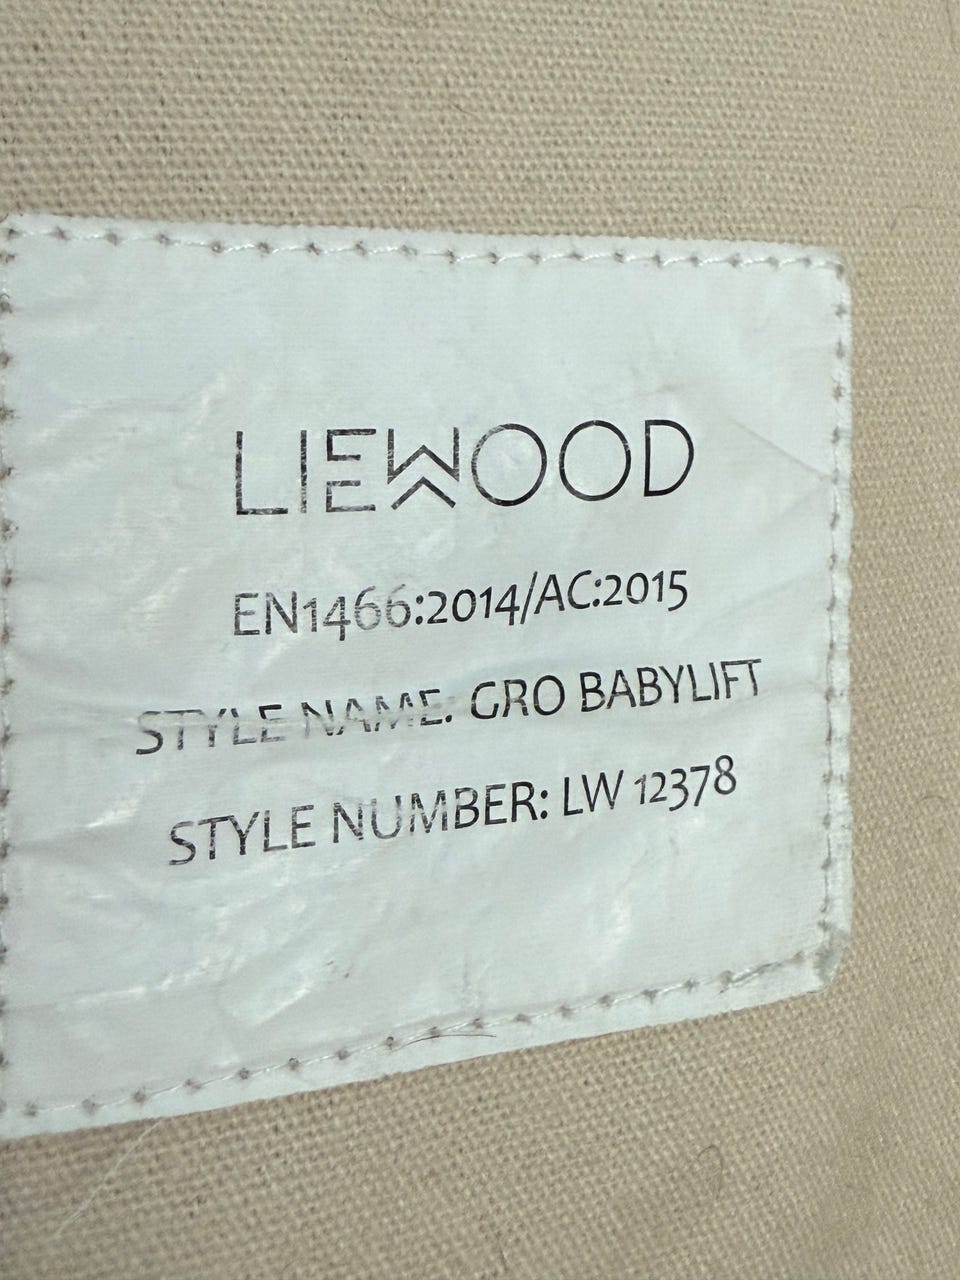 LIEWOOD
EN1466:2014/AC:2015
STYLE NAME: GRO BABYLIFT
STYLE NUMBER: LW 12378